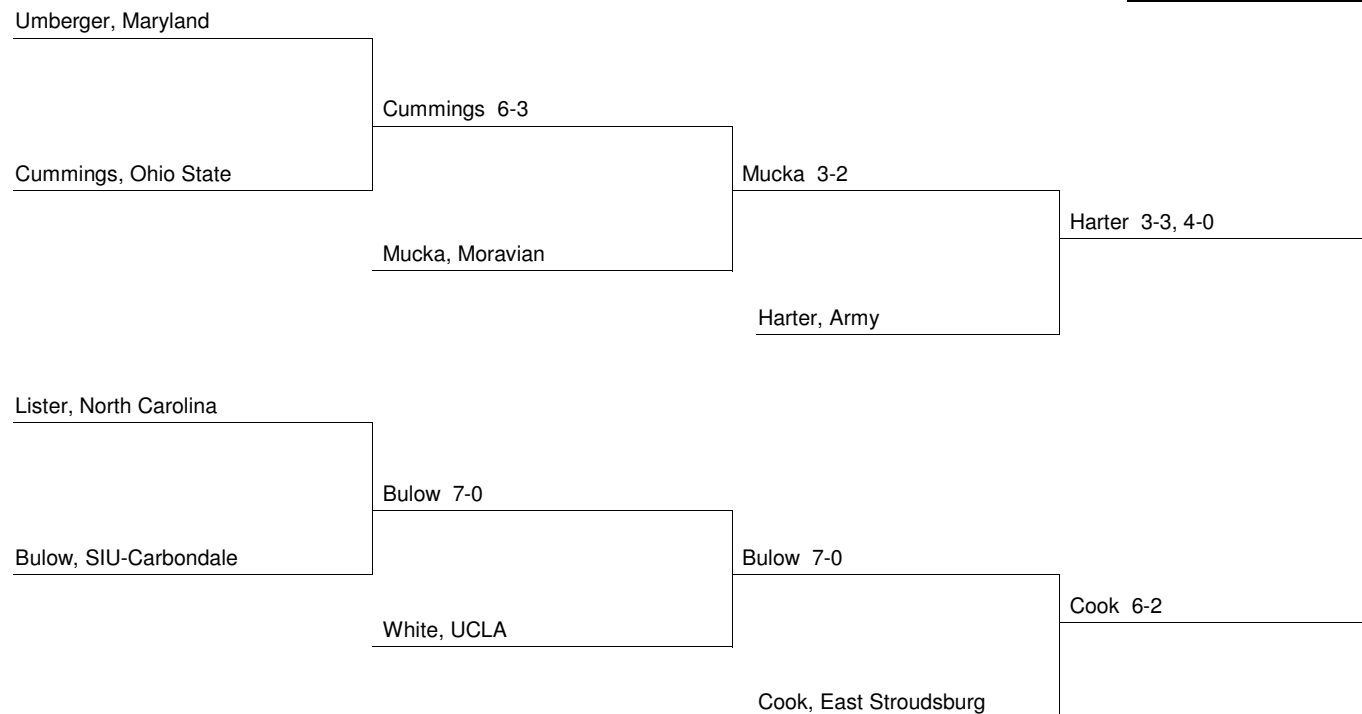 Umberger, Maryland
Cummings 6-3
Cummings, Ohio State
Mucka 3-2
Harter 3-3, 4-0
Mucka, Moravian
Harter, Army
Lister, North Carolina
Bulow 7-0
Bulow, SIU-Carbondale
Bulow 7-0
Cook 6-2
White, UCLA
Cook, East Stroudsburg